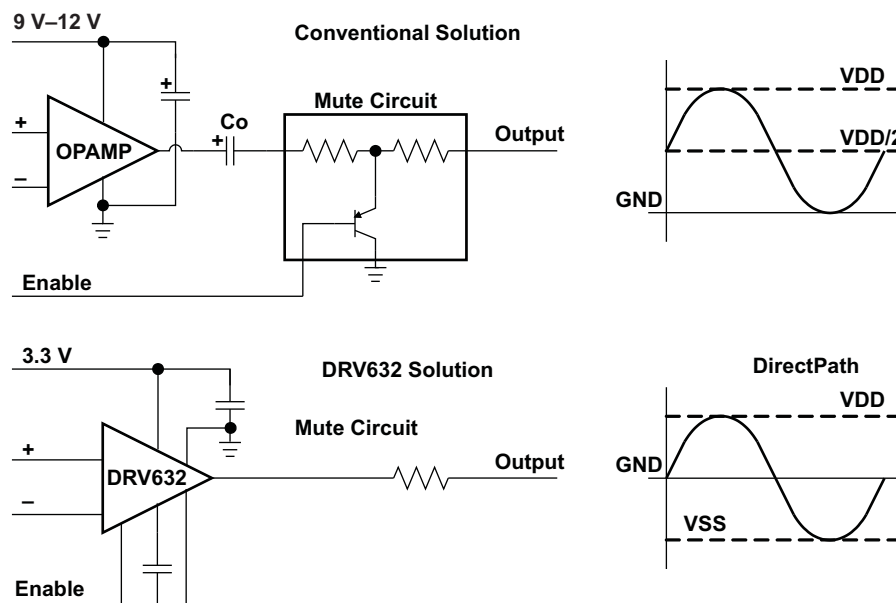 9 V–12 V
Conventional Solution
VDD
Mute Circuit
+
+
Co
+
Output
OPAMP
VDD/2
–
GND
Enable
3.3 V
DRV632 Solution
DirectPath
VDD
Mute Circuit
+
Output
GND
DRV632
–
VSS
Enable